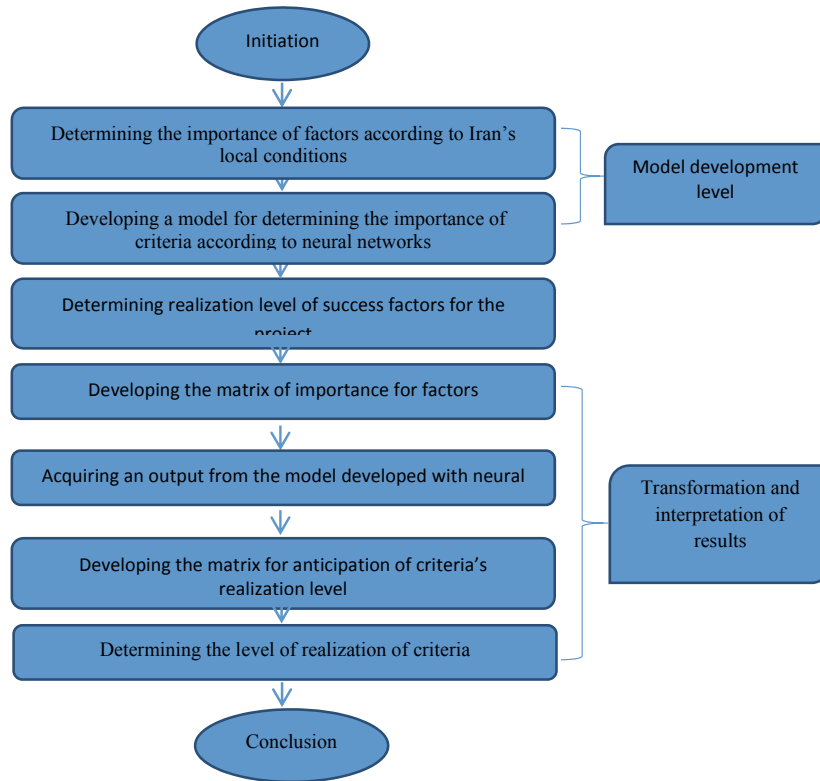 Initiation
Determining the importance of factors according to Iran's
local conditions
Model development
level
Developing a model for determining the importance of
criteria according to neural networks
Determining realization level of success factors for the
project
Developing the matrix of importance for factors
Acquiring an output from the model developed with neural
Transformation and
interpretation of
results
Developing the matrix for anticipation of criteria's
realization level
Determining the level of realization of criteria
Conclusion